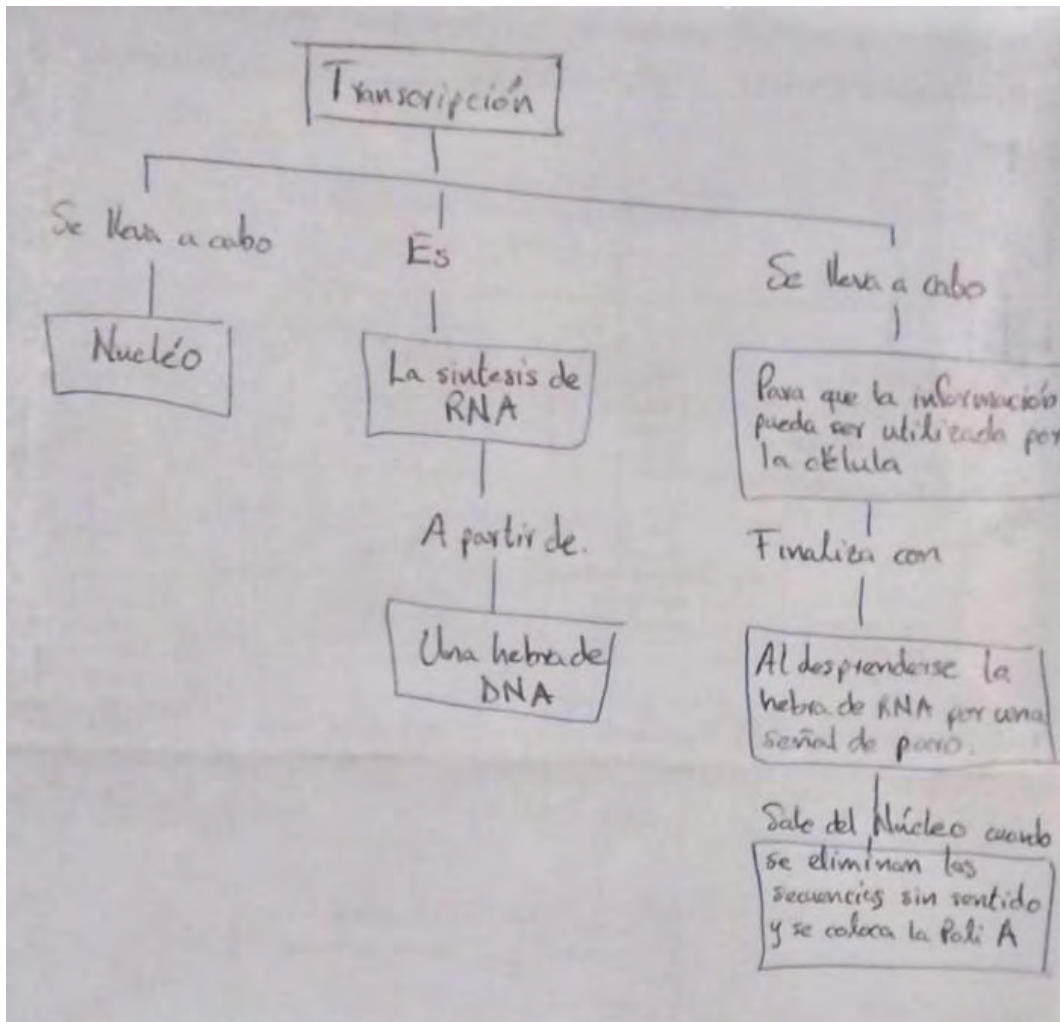 Transcripción
Se lleva a cabo
Nucléo
Es
La sintesis de
RNA
A partir de.
Una hebra de
DNA
Se lleva a cabo
Para que la información
pueda ser utilizada por
la célula
Finaliza con
Al desprenderse la
hebra de RNA por una
señal de paro.
Sale del Núcleo cuando
se eliminan las
secuencias sin sentido
y se coloca la Poli A